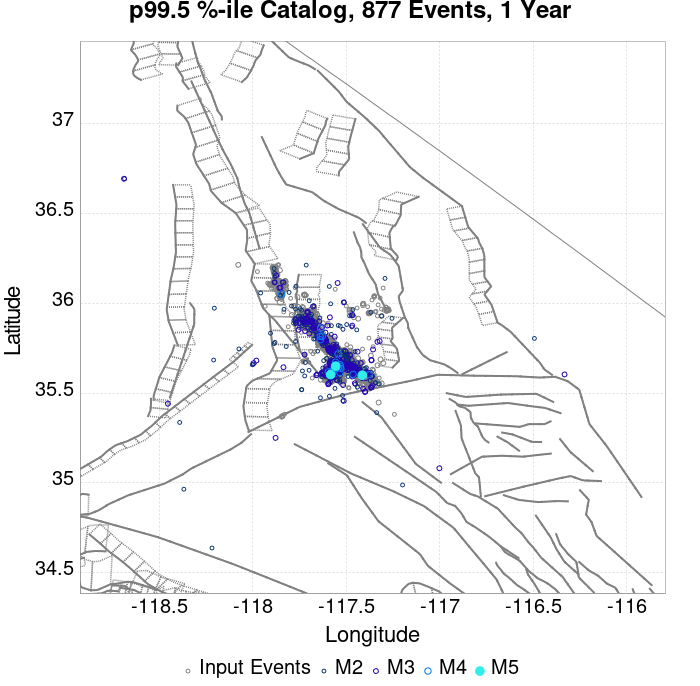 p99.5 %-ile Catalog, 877 Events, 1 Year
37
36.5
36
35.5
35
34.5
Latitude
-118.5 -118 -117.5 -117 -116.5 -116
Longitude
Input Events M2 M3 M4 M5